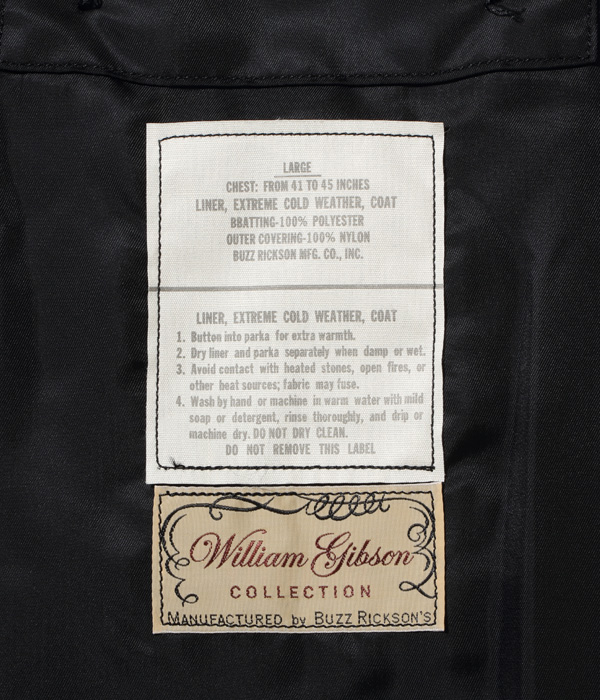 LARGE
CHEST: FROM 41 TO 45 INCHES
LINER, EXTREME COLD WEATHER, COAT
BBATTING-100% POLYESTER
OUTER COVERING-100% NYLON
BUZZ RICKSON MFG. CO., INC.
LINER, EXTREME COLD WEATHER, COAT
1. Button into parka for extra warmth.
2. Dry liner and parka separately when damp or wet.
3. Avoid contact with heated stones, open fires, or
other heat sources; fabric may fuse.
4. Wash by hand or machine in warm water with mild
soap or detergent, rinse thoroughly, and drip or
machine dry. DO NOT DRY CLEAN.
DO NOT REMOVE THIS LABEL
William Gibson
COLLECTION
MANUFACTURED by BUZZ RICKSON'S